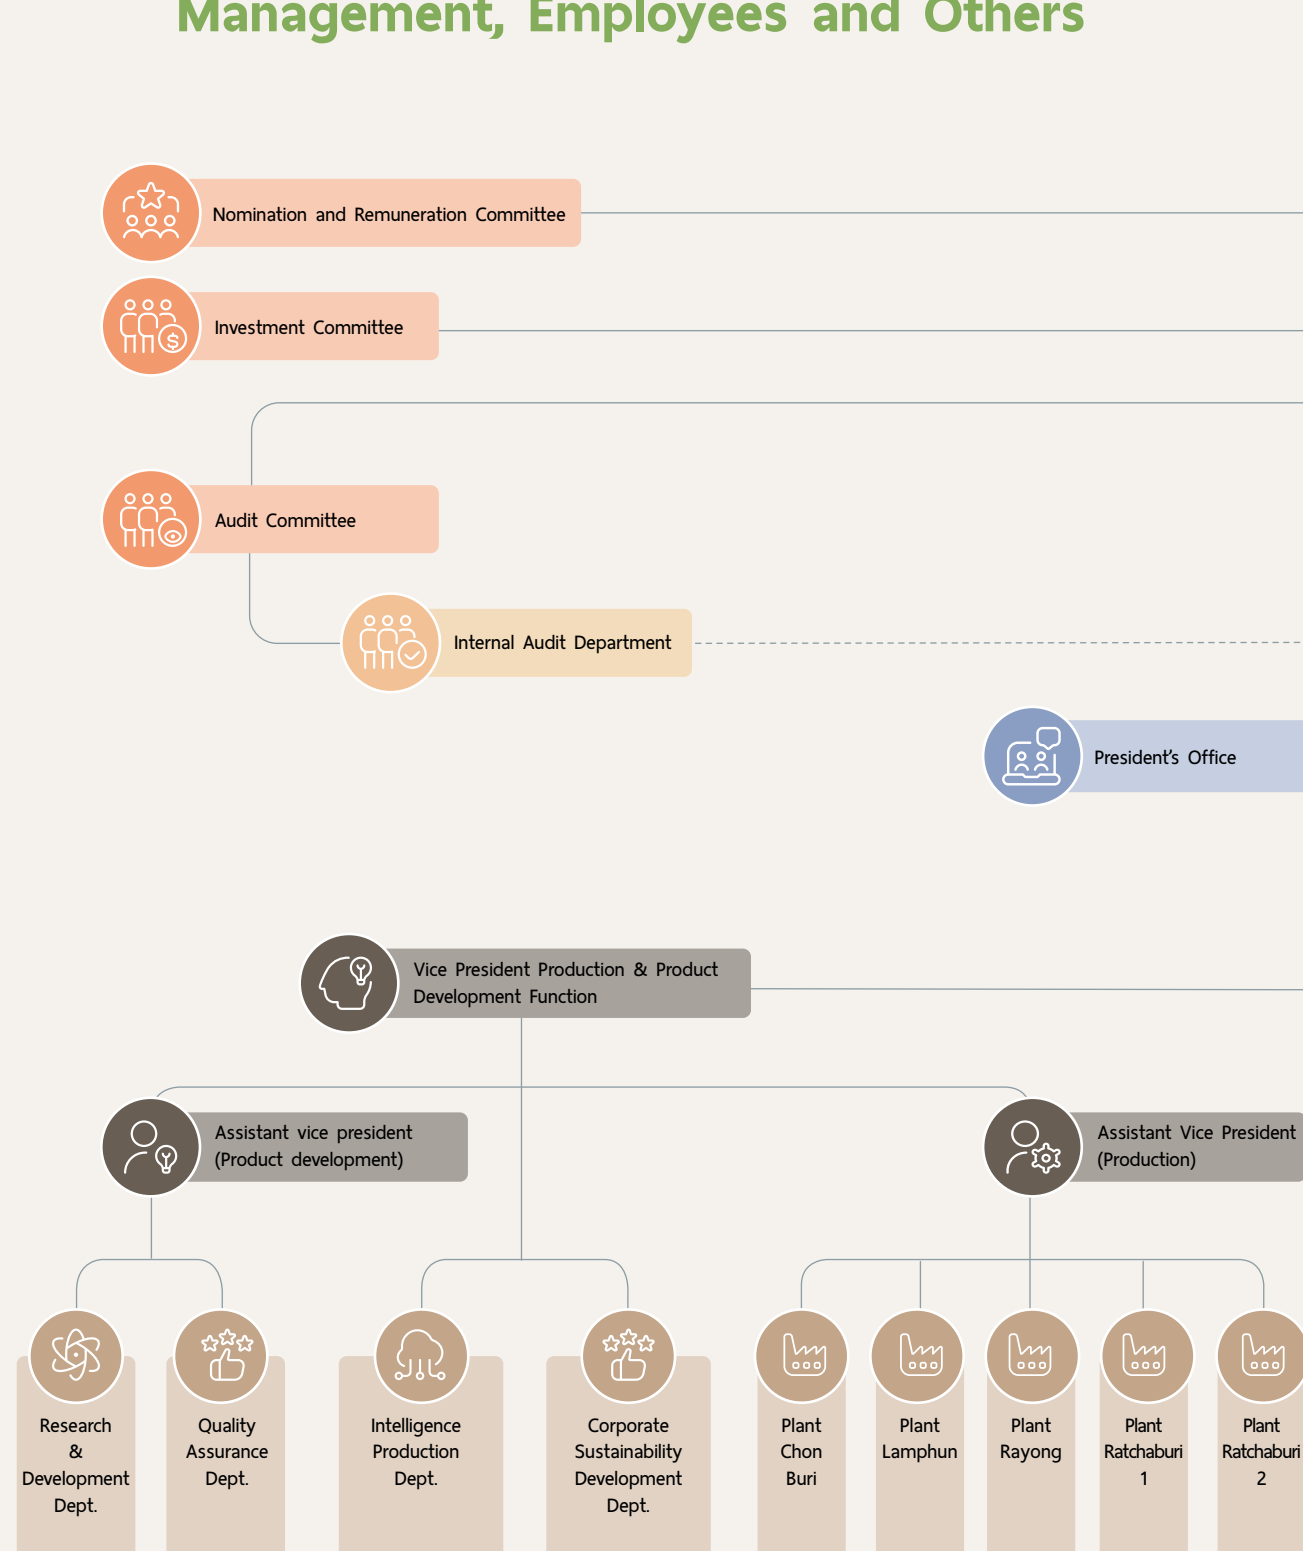 Management, Employees and Others
Nomination and Remuneration Committee
Investment Committee
Audit Committee
Internal Audit Department
President's Office
Vice President Production & Product
Development Function
Assistant vice president
(Product development)
Assistant Vice President
(Production)
Research
&
Development
Dept.
Quality
Assurance
Dept.
Intelligence
Production
Dept.
Corporate
Sustainability
Development
Dept.
Plant
Chon
Buri
Plant
Lamphun
Plant
Rayong
Plant
Ratchaburi
1
Plant
Ratchaburi
2